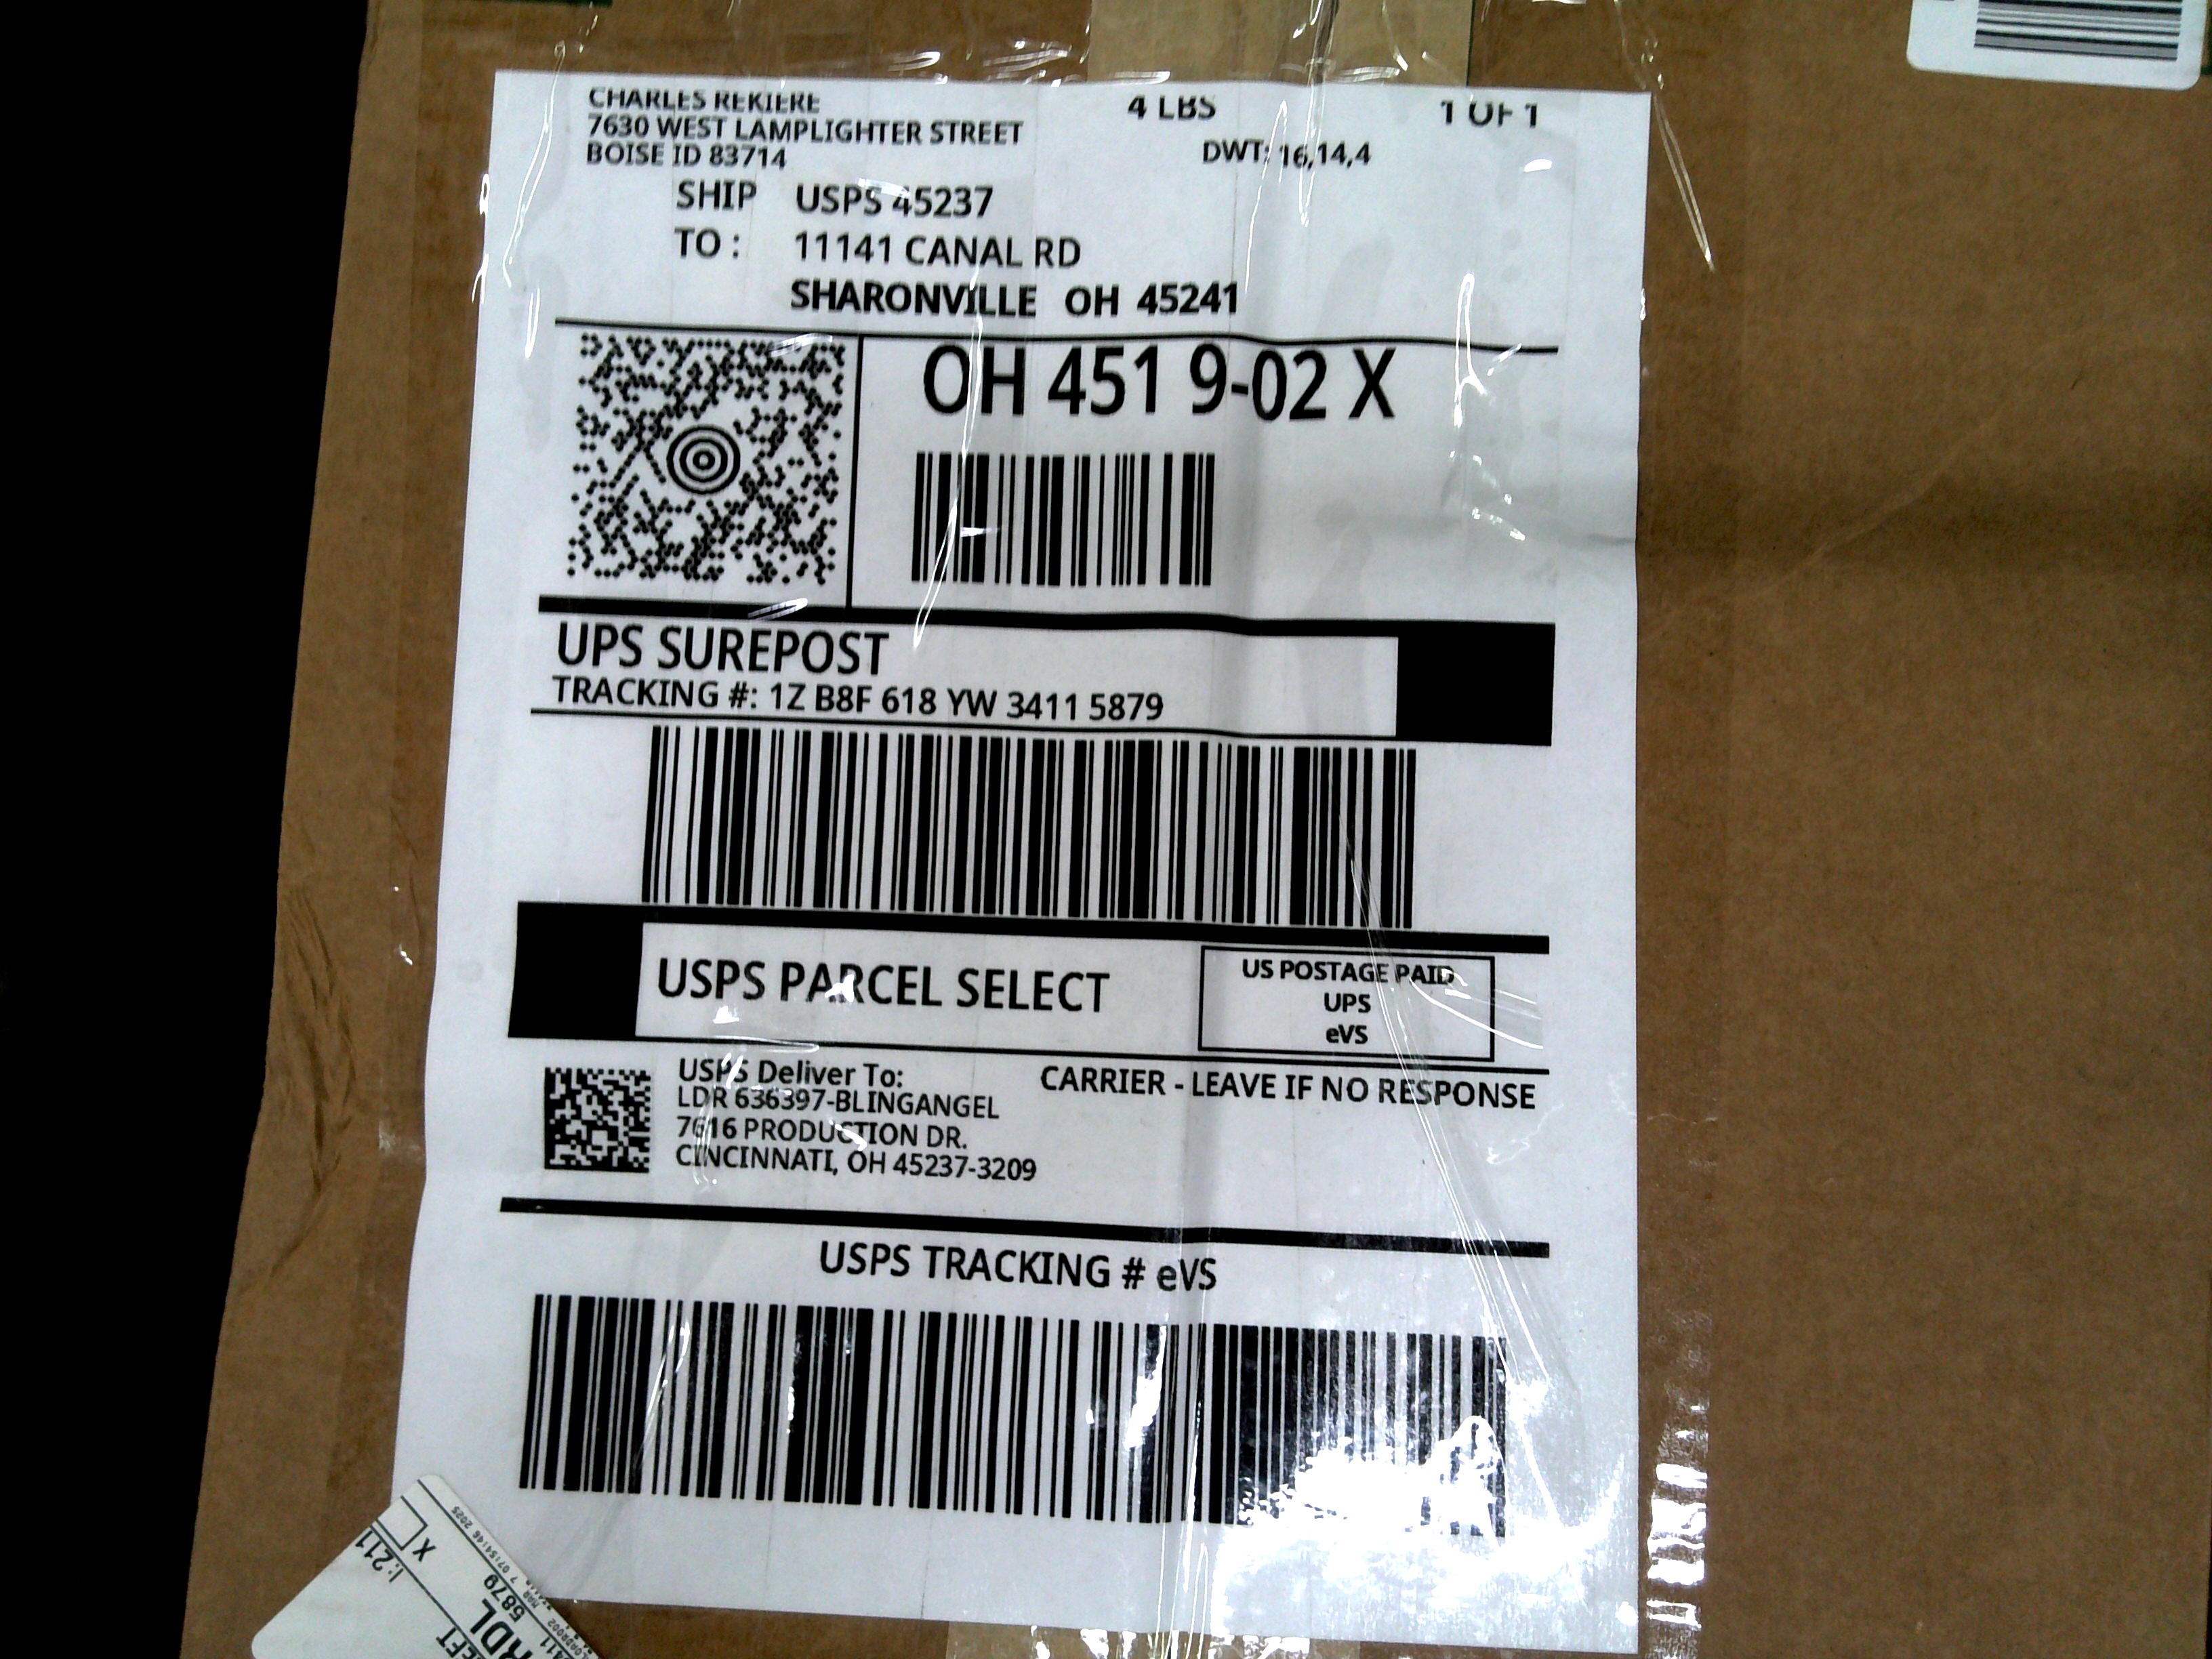 CHARLES REKIERE
7630 WEST LAMPLIGHTER STREET
BOISE ID 83714
4 LBS
1 OF 1
DWT: 16,14,4
SHIP TO :
USPS 45237
11141 CANAL RD
SHARONVILLE OH 45241
OH 451 9-02 X
UPS SUREPOST
TRACKING #: 1Z B8F 618 YW 3411 5879
USPS PARCEL SELECT
US POSTAGE PAID
UPS
eVS
USPS Deliver To:
CARRIER - LEAVE IF NO RESPONSE
LDR 636397-BLINGANGEL
7616 PRODUCTION DR.
CINCINNATI, OH 45237-3209
USPS TRACKING # eVS
I:211
X
5879
RDL